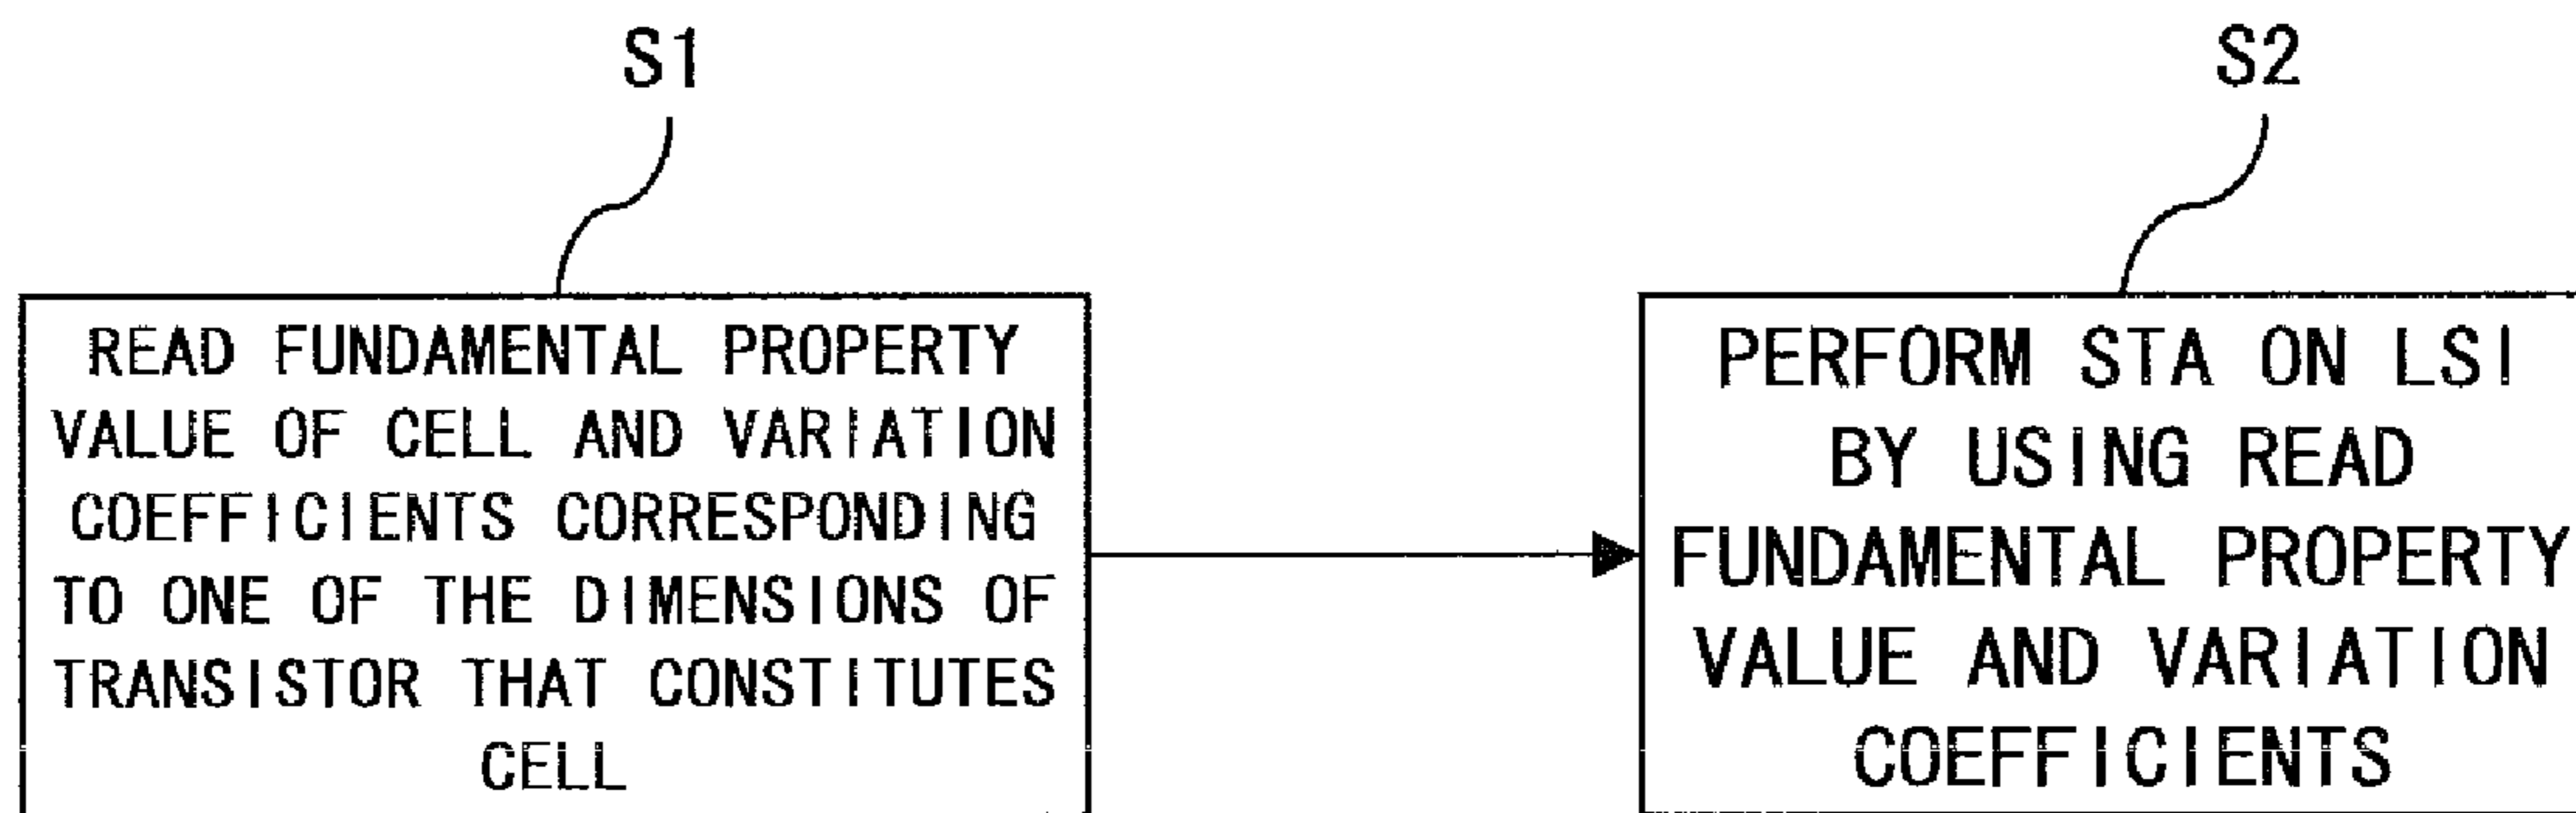 S1
READ FUNDAMENTAL PROPERTY
VALUE OF CELL AND VARIATION
COEFFICIENTS CORRESPONDING
TO ONE OF THE DIMENSIONS OF
TRANSISTOR THAT CONSTITUTES
CELL
S2
PERFORM STA ON LSI
BY USING READ
FUNDAMENTAL PROPERTY
VALUE AND VARIATION
COEFFICIENTS